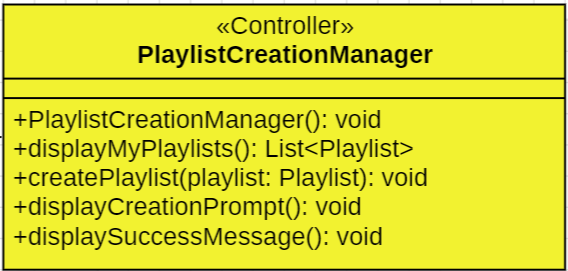 «Controller»
PlaylistCreationManager
+PlaylistCreationManager(): void
+displayMyPlaylists(): List<Playlist>
+createPlaylist(playlist: Playlist): void
+displayCreationPrompt(): void
+displaySuccessMessage(): void